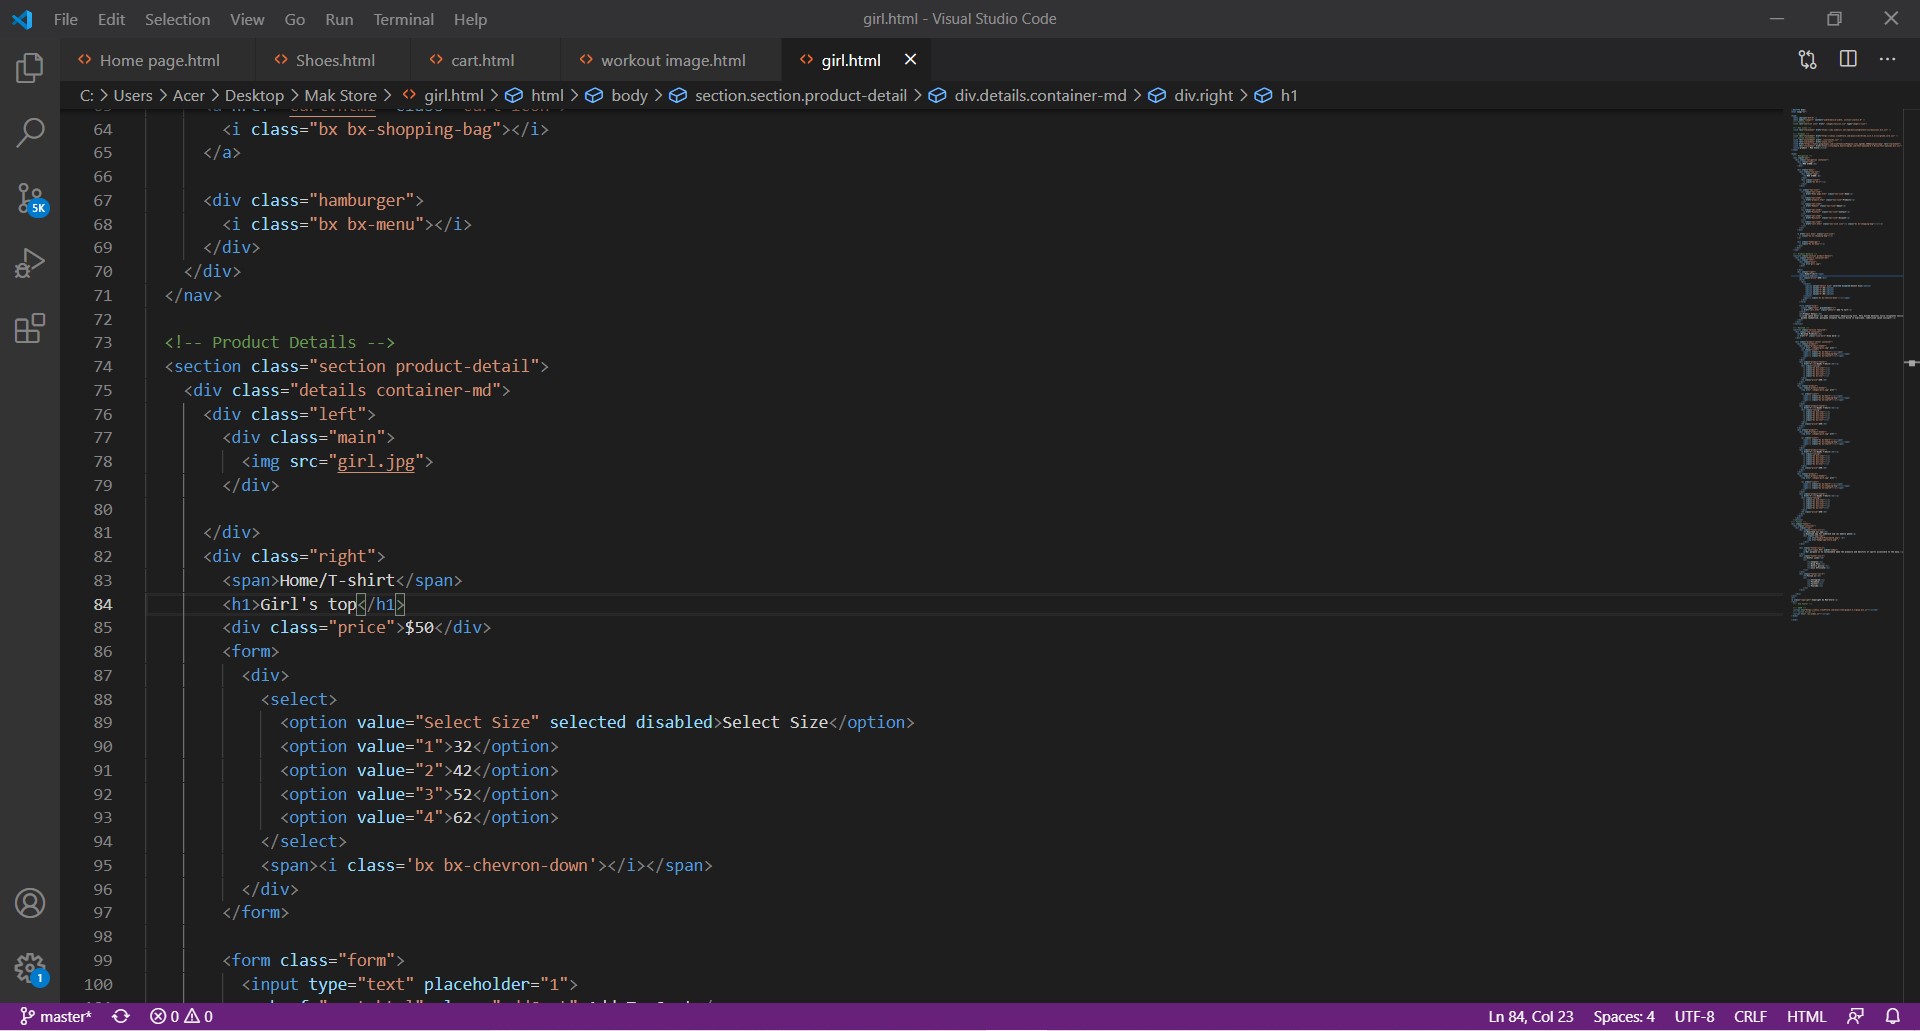 File Edit Selection View Go Run Terminal Help
girl.html - Visual Studio Code
Home page.html Shoes.html cart.html workout image.html girl.html
C: > Users > Acer > Desktop > Mak Store > girl.html > html > body > section.section.product-detail > div.details.container-md > div.right > h1
64 <i class="bx bx-shopping-bag"></i>
65 </a>
66
67 <div class="hamburger">
68 <i class="bx bx-menu"></i>
69 </div>
70 </div>
71 </nav>
72
73 <!-- Product Details -->
74 <section class="section product-detail">
75 <div class="details container-md">
76 <div class="left">
77 <div class="main">
78 <img src="girl.jpg">
79 </div>
80
81 </div>
82 <div class="right">
83 <span>Home/T-shirt</span>
84 <h1>Girl's top</h1>
85 <div class="price">$50</div>
86 <form>
87 <div>
88 <select>
89 <option value="Select Size" selected disabled>Select Size</option>
90 <option value="1">32</option>
91 <option value="2">42</option>
92 <option value="3">52</option>
93 <option value="4">62</option>
94 </select>
95 <span><i class='bx bx-chevron-down'></i></span>
96 </div>
97 </form>
98
99 <form class="form">
100 <input type="text" placeholder="1">
5K
1
master* 0 0
Ln 84, Col 23 Spaces: 4 UTF-8 CRLF HTML